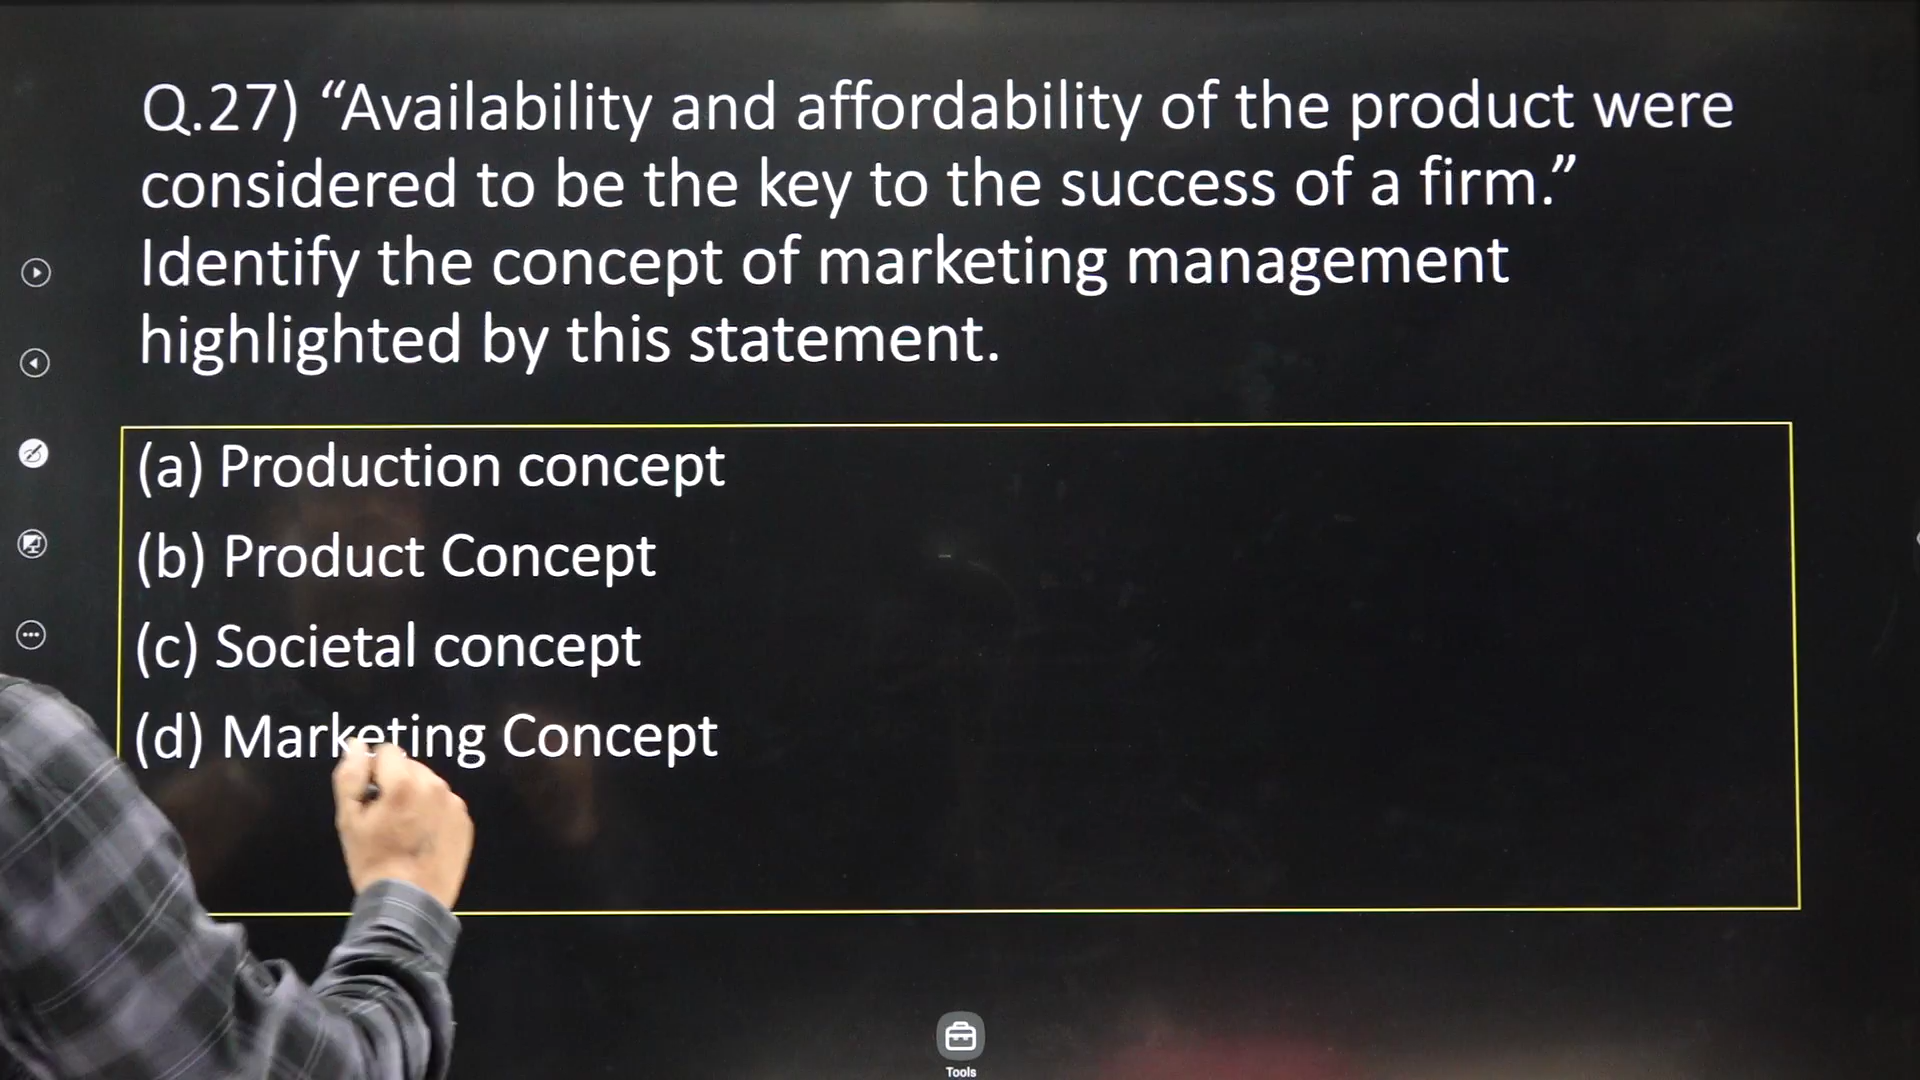 Q.27) “Availability and affordability of the product were
considered to be the key to the success of a firm.”
Identify the concept of marketing management
highlighted by this statement.
(a) Production concept
(b) Product Concept
(c) Societal concept
(d) Marketing Concept
Tools